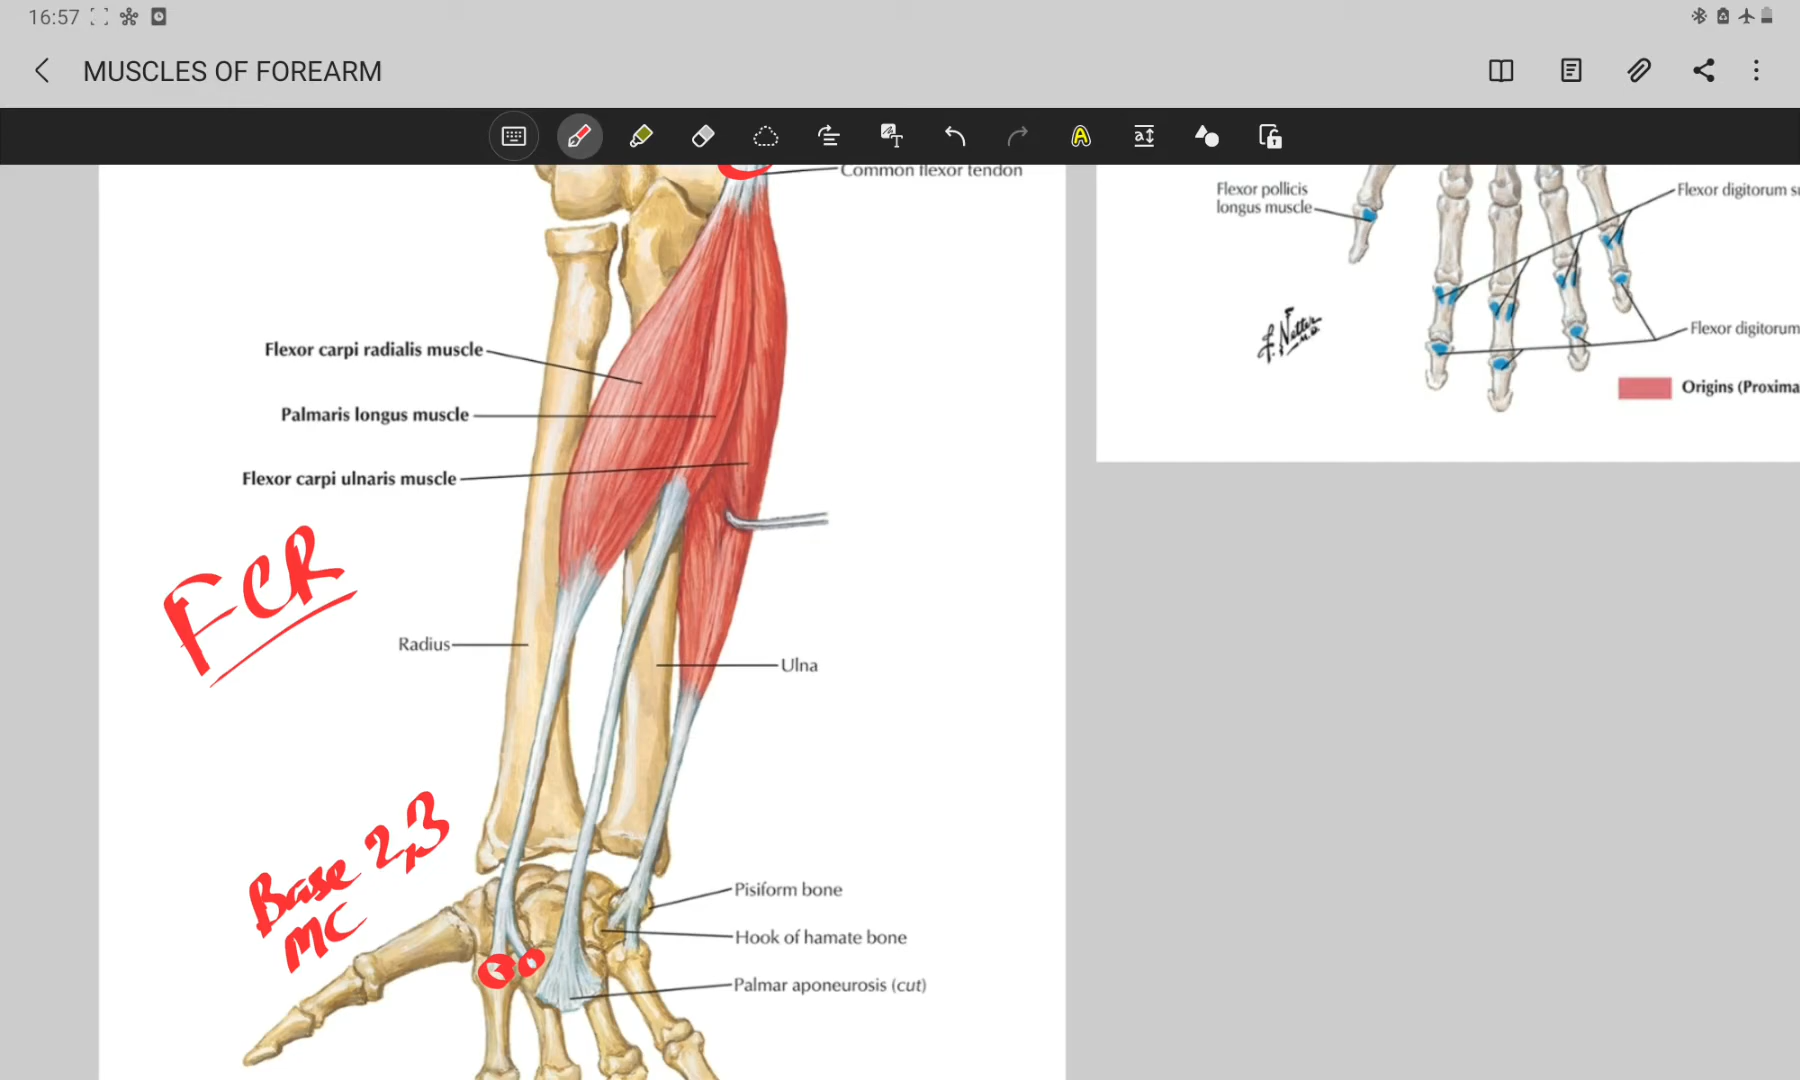 16:57
MUSCLES OF FOREARM
Common flexor tendon
Flexor carpi radialis muscle
Palmaris longus muscle
Flexor carpi ulnaris muscle
FCR
Radius
Ulna
Base 2,3
MC
Pisiform bone
Hook of hamate bone
Palmar aponeurosis (cut)
Flexor pollicis
longus muscle
Flexor digitorum s
Flexor digitorum
F. Netter
M.D.
Origins (Proxima